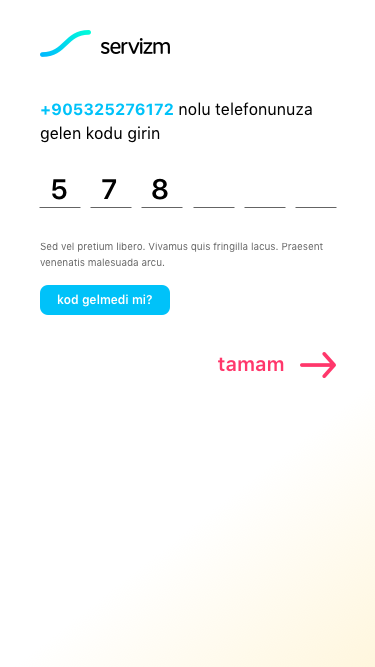 servizm
+905325276172 nolu telefonunuza
gelen kodu girin
5 7 8
Sed vel pretium libero. Vivamus quis fringilla lacus. Praesent
venenatis malesuada arcu.
kod gelmedi mi?
tamam